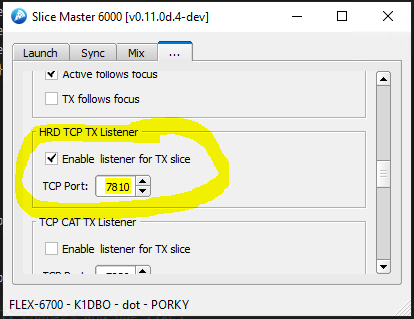 Slice Master 6000 [v0.11.0d.4-dev]
Launch Sync Mix ...
Active follows focus
TX follows focus
HRD TCP TX Listener
Enable listener for TX slice
TCP Port: 7810
TCP CAT TX Listener
Enable listener for TX slice
FLEX-6700 - K1DBO - dot - PORKY